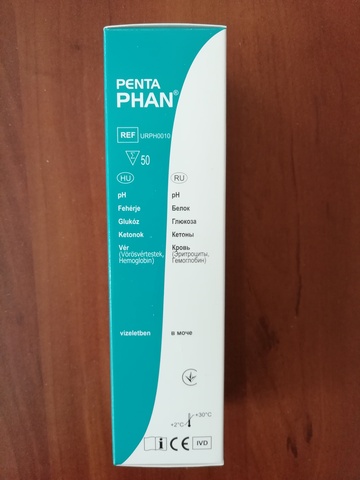 PENTA
PHAN®
REF URPH0010
Σ 50
HU
pH
Fehérje
Glukóz
Ketonok
Vér
(Vörösvértestek,
Hemoglobin)
vizeletben
RU
pH
Белок
Глюкоза
Кетоны
Кровь
(Эритроциты,
Гемоглобин)
в моче
+2°C
+30°C
i CE IVD